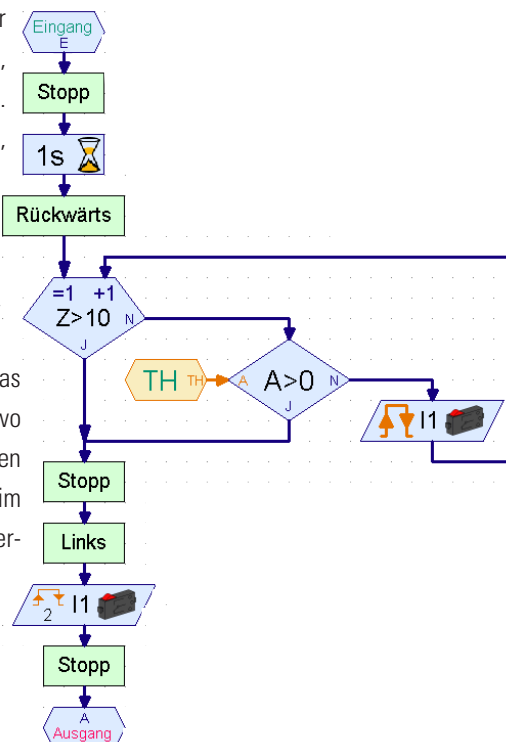 r
Eingang
E
,
Stopp
.
,
1s
Rückwärts
=1 +1
Z>10 N
J
as
TH TH A A>0 N
J
I1
vo
en
Stopp
im
er-
Links
2 I1
Stopp
A
Ausgang